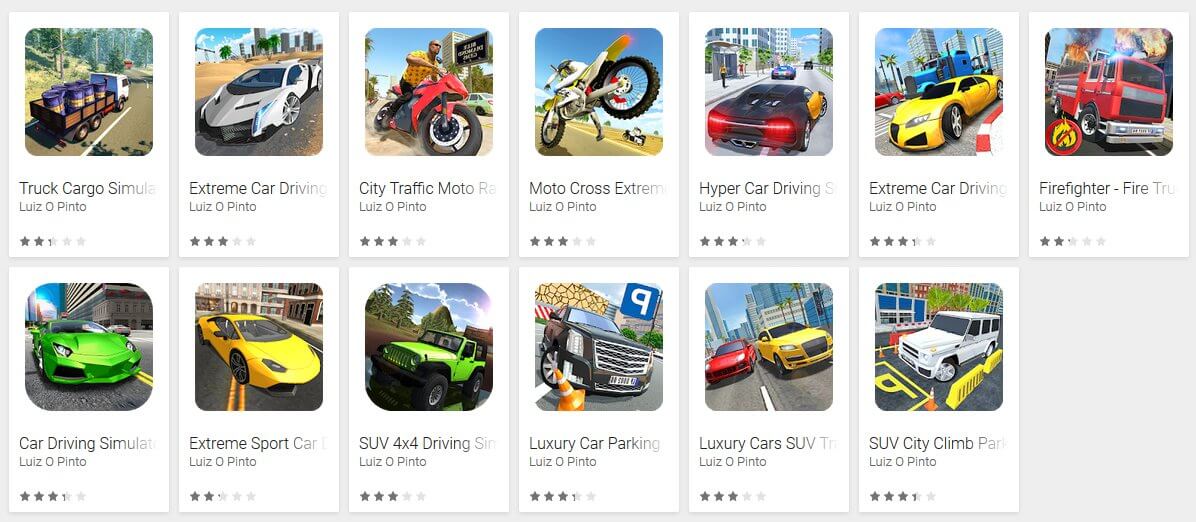 Truck Cargo Simula
Luiz O Pinto
Extreme Car Driving
Luiz O Pinto
City Traffic Moto Ra
Luiz O Pinto
Moto Cross Extrem
Luiz O Pinto
Hyper Car Driving S
Luiz O Pinto
Extreme Car Driving
Luiz O Pinto
Firefighter - Fire Tru
Luiz O Pinto
P
Car Driving Simulat
Luiz O Pinto
Extreme Sport Car D
Luiz O Pinto
SUV 4x4 Driving Sim
Luiz O Pinto
Luxury Car Parking
Luiz O Pinto
Luxury Cars SUV Tra
Luiz O Pinto
SUV City Climb Park
Luiz O Pinto